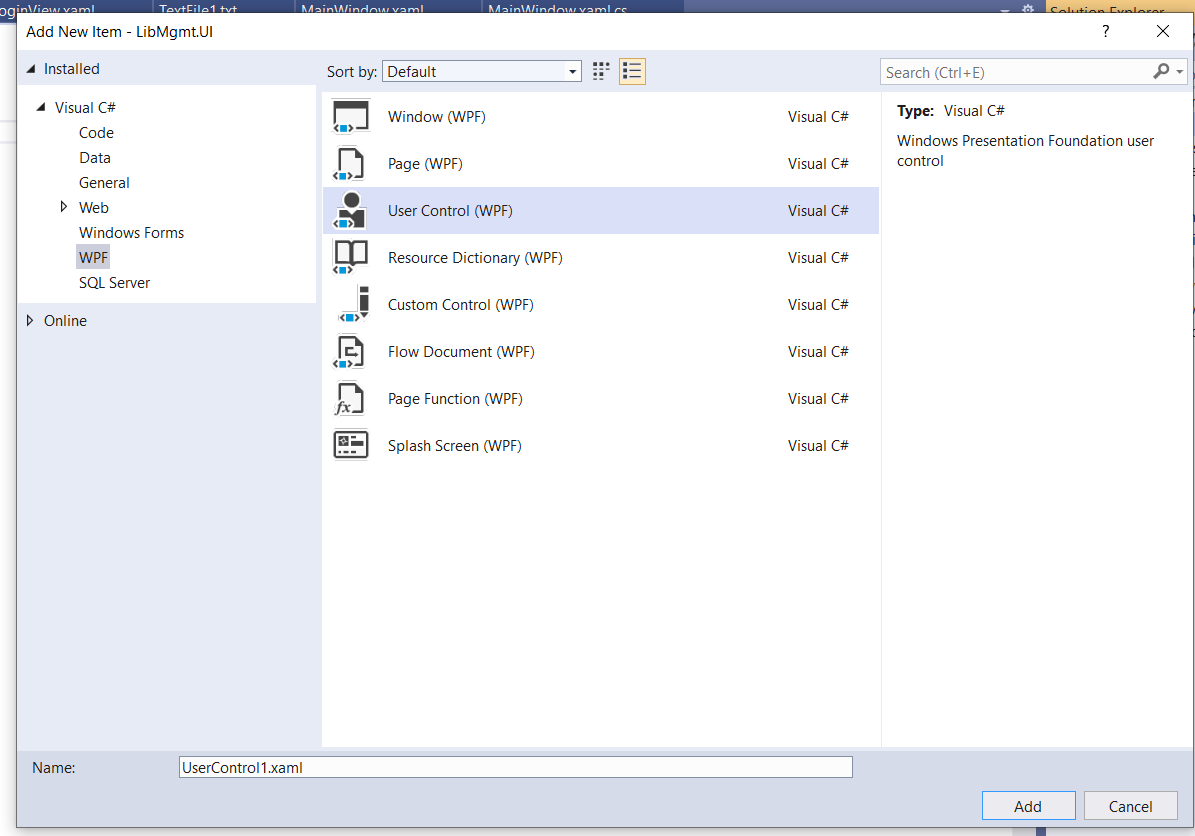 oginView.xaml TextFile1.txt MainWindow.xaml MainWindow.xaml.cs Solution Explorer
Add New Item - LibMgmt.UI ?
Installed
Sort by: Default
Search (Ctrl+E)
Visual C#
Code
Data
General
Web
Windows Forms
WPF
SQL Server
Online
Window (WPF) Visual C#
Page (WPF) Visual C#
User Control (WPF) Visual C#
Resource Dictionary (WPF) Visual C#
Custom Control (WPF) Visual C#
Flow Document (WPF) Visual C#
Page Function (WPF) Visual C#
Splash Screen (WPF) Visual C#
Type: Visual C#
Windows Presentation Foundation user
control
Name: UserControl1.xaml
Add Cancel